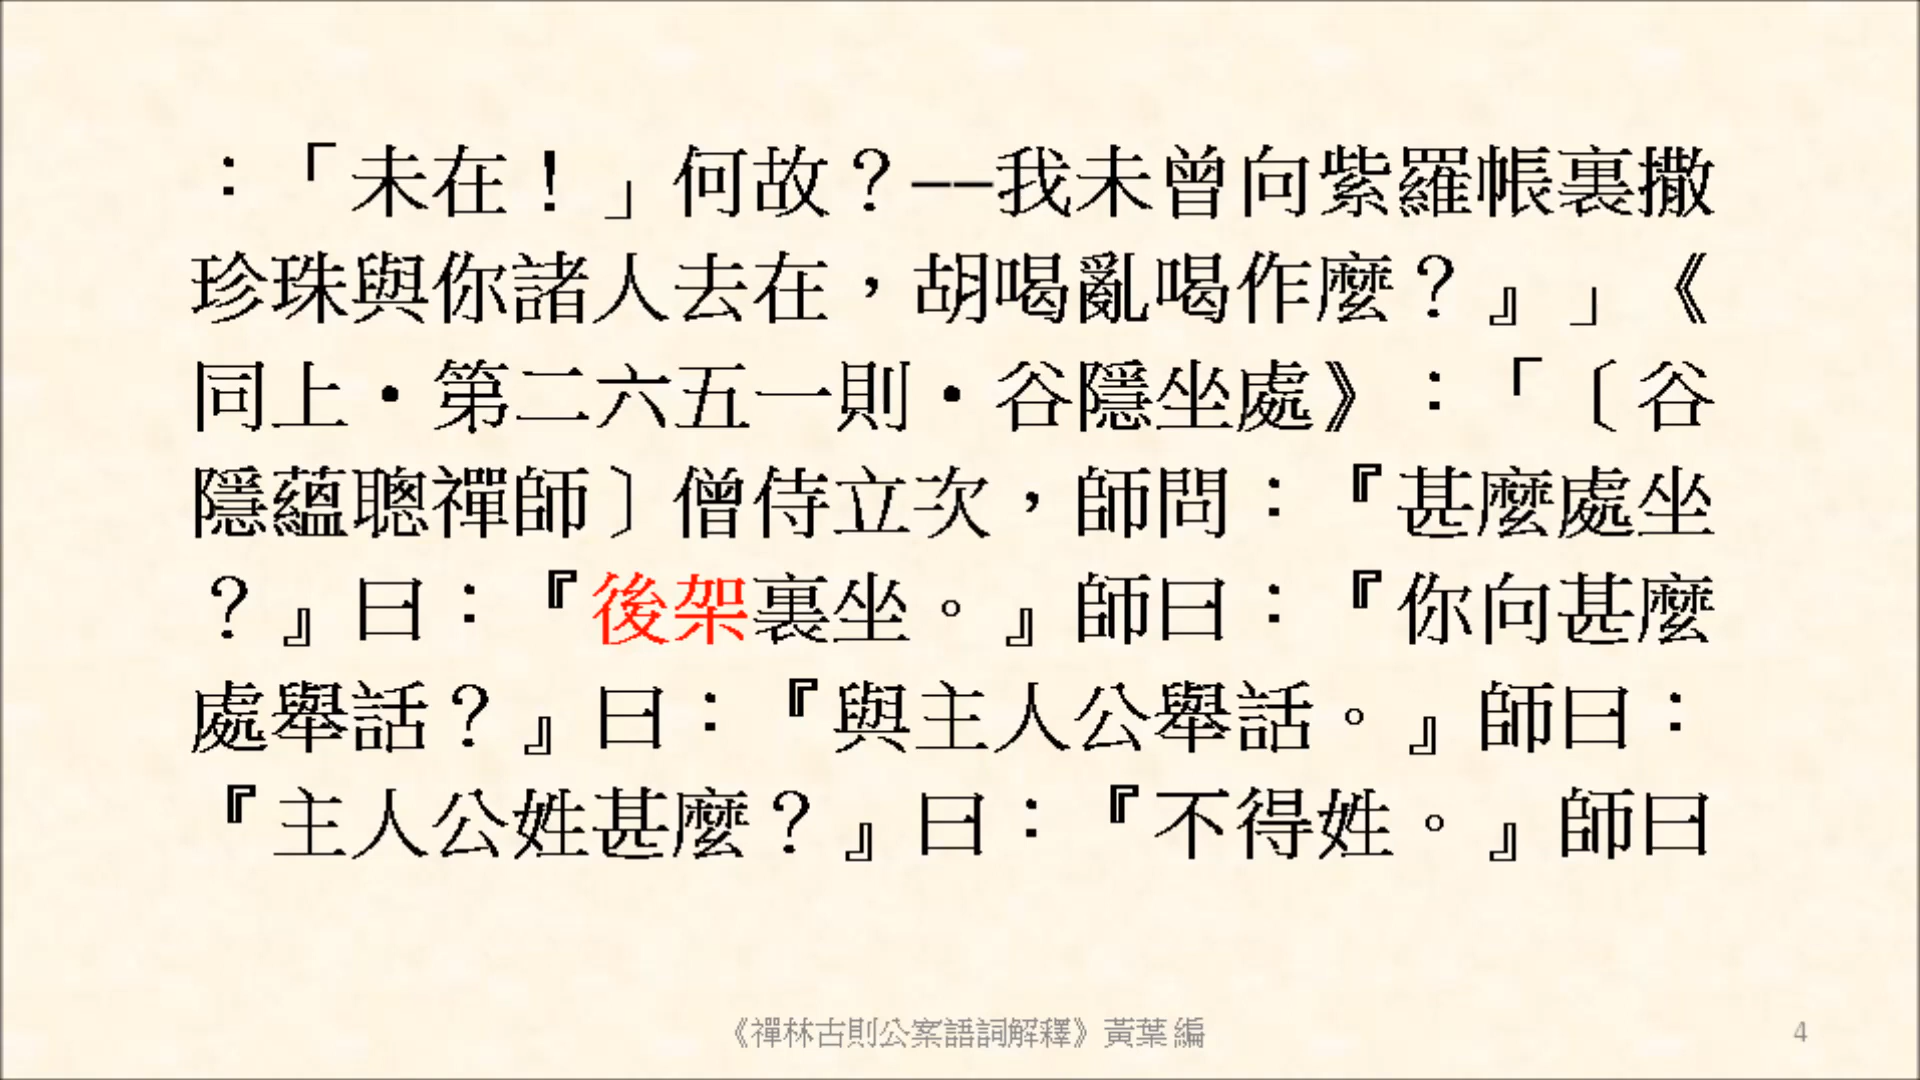 ：「未在！」何故？——我未曾向紫羅帳裏撒
珍珠與你諸人去在，胡喝亂喝作麼？』」《
同上·第二六五一則·谷隱坐處》：「〔谷
隱蘊聰禪師〕僧侍立次，師問：『甚麼處坐
？』曰：『後架裏坐。』師曰：『你向甚麼
處舉話？』曰：『與主人公舉話。』師曰：
『主人公姓甚麼？』曰：『不得姓。』師曰
《禪林古則公案語詞解釋》黃葉 編
4